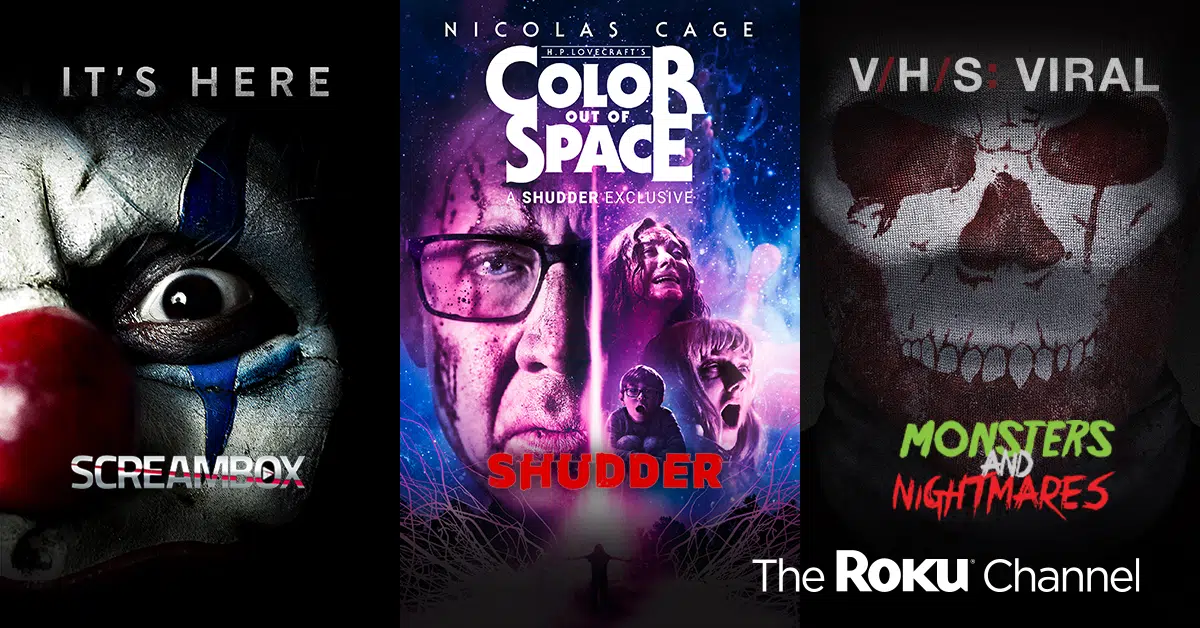 IT'S HERE
SCREAMBOX
NICOLAS CAGE
H.P. LOVECRAFT'S
COLOR
OUT OF
SPACE
A SHUDDER EXCLUSIVE
SHUDDER
V/H/S: VIRAL
MONSTERS
AND
NIGHTMARES
The ROKU® Channel